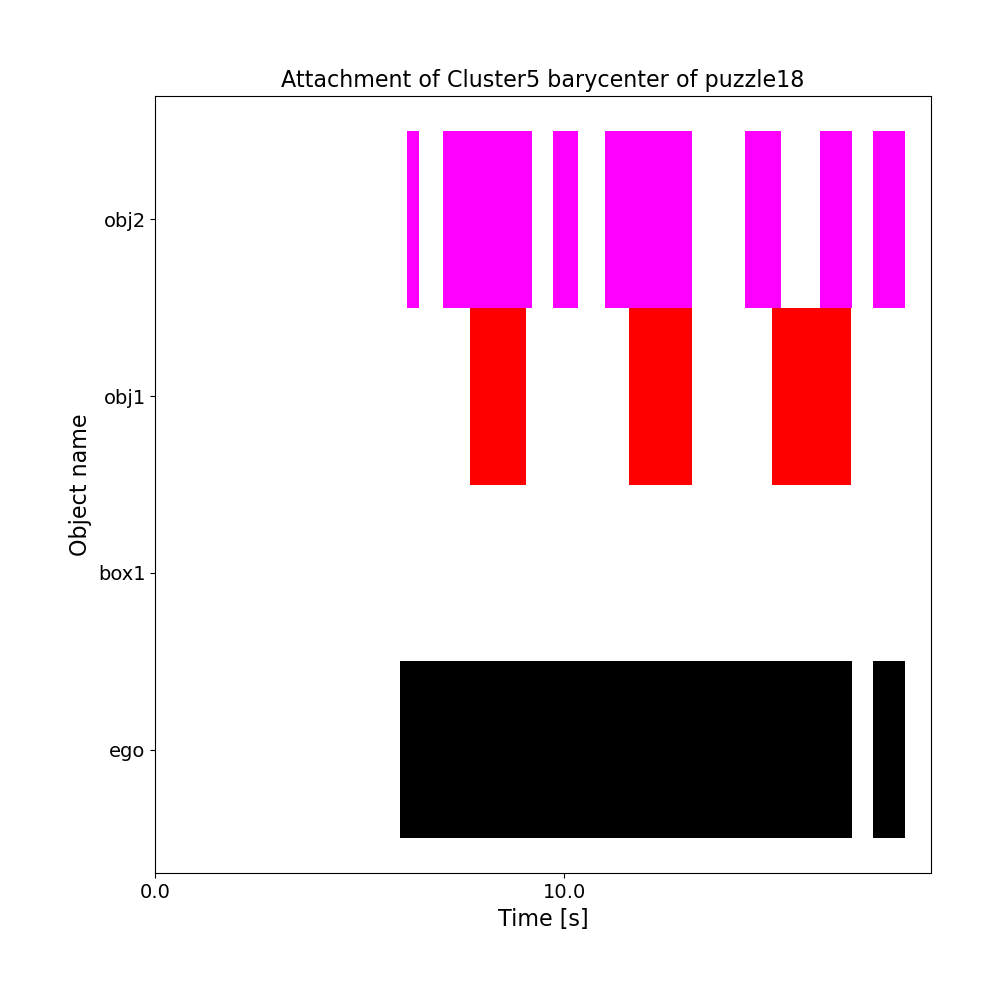 Attachment of Cluster5 barycenter of puzzle18
obj2
obj1
Object name
box1
ego
0.0
10.0
Time [s]